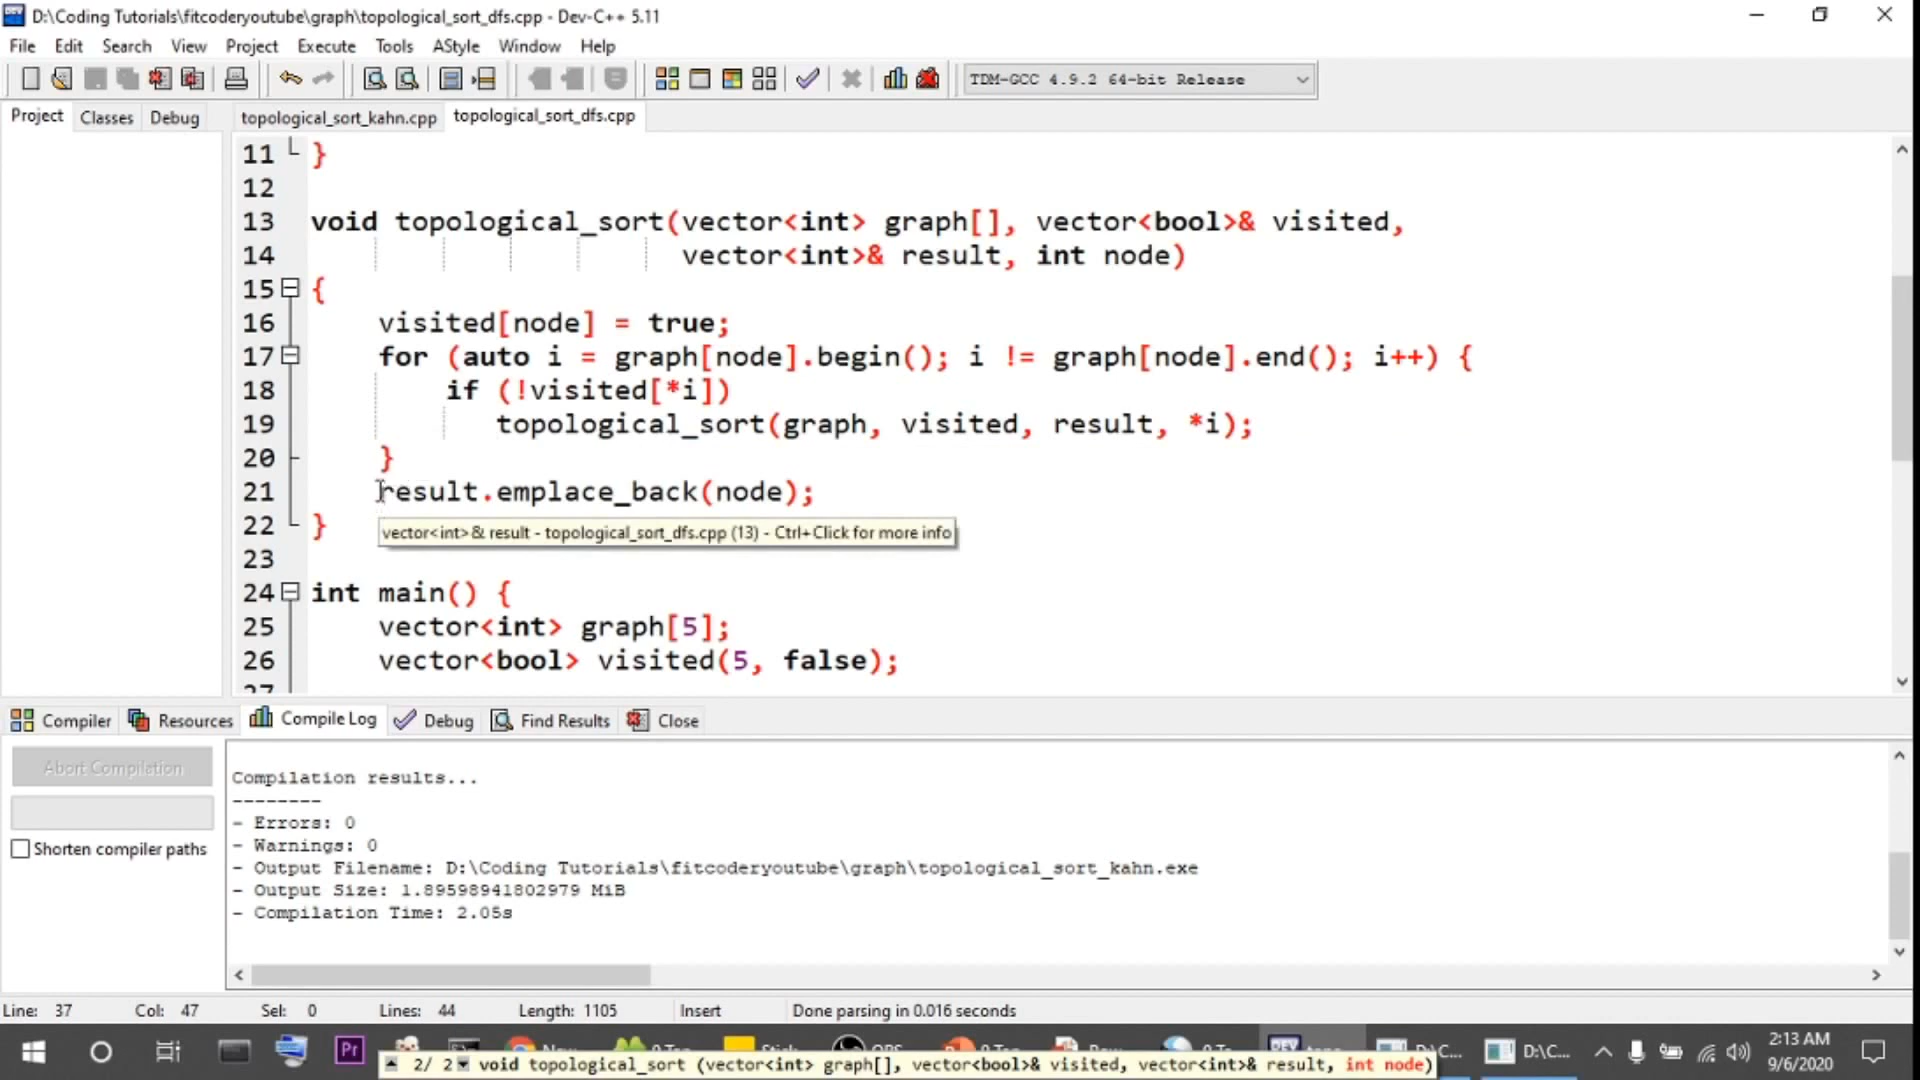 D:\Coding Tutorials\fitcoderyoutube\graph\topological_sort_dfs.cpp - Dev-C++ 5.11
File Edit Search View Project Execute Tools AStyle Window Help
TDM-GCC 4.9.2 64-bit Release
Project Classes Debug topological_sort_kahn.cpp topological_sort_dfs.cpp
11 }
12
13 void topological_sort(vector<int> graph[], vector<bool>& visited,
14 vector<int>& result, int node)
15 {
16 visited[node] = true;
17 for (auto i = graph[node].begin(); i != graph[node].end(); i++) {
18 if (!visited[*i])
19 topological_sort(graph, visited, result, *i);
20 }
21 result.emplace_back(node);
22 }
vector<int>& result - topological_sort_dfs.cpp (13) - Ctrl+Click for more info
23
24 int main() {
25 vector<int> graph[5];
26 vector<bool> visited(5, false);
27
Compiler Resources Compile Log Debug Find Results Close
Abort Compilation
Shorten compiler paths
Compilation results...
--------
- Errors: 0
- Warnings: 0
- Output Filename: D:\Coding Tutorials\fitcoderyoutube\graph\topological_sort_kahn.exe
- Output Size: 1.89598941802979 MiB
- Compilation Time: 2.05s
Line: 37 Col: 47 Sel: 0 Lines: 44 Length: 1105 Insert Done parsing in 0.016 seconds
Pr DEV D:\C...
2:13 AM
9/6/2020
2/ 2 void topological_sort (vector<int> graph[], vector<bool>& visited, vector<int>& result, int node)